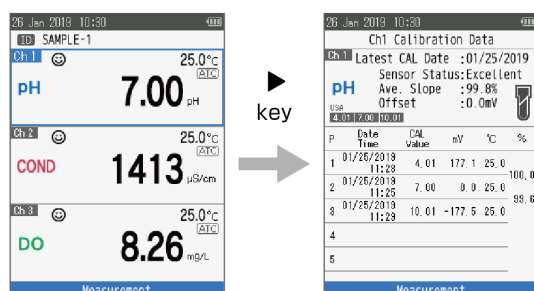 26 Jan 2019 10:30
ID SAMPLE-1
Ch 1 25.0°C
ATC
pH 7.00 pH
Ch 2 25.0°C
ATC
COND 1413 µS/cm
Ch 3 25.0°C
ATC
DO 8.26 mg/L
Measurement
▶
key
26 Jan 2019 10:30
Ch1 Calibration Data
Ch 1 Latest CAL Date :01/25/2019
Sensor Status:Excellent
pH Ave. Slope :99.8%
USA Offset :0.0mV
4.01 7.00 10.01
P Date Time CAL Value mV °C %
1 01/25/2019 11:28 4.01 177.1 25.0
100.0
2 01/25/2019 11:25 7.00 0.0 25.0
99.6
3 01/25/2019 11:29 10.01 -177.5 25.0
4
5
Measurement